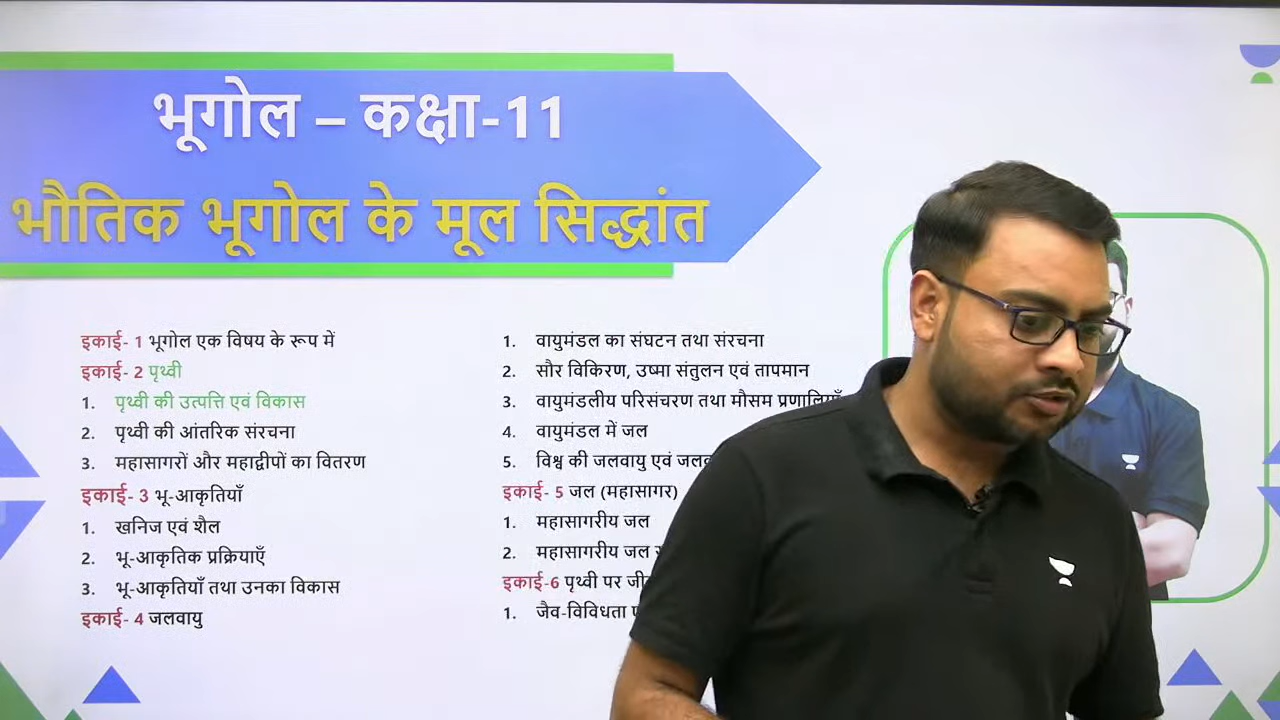 भूगोल – कक्षा-11
भौतिक भूगोल के मूल सिद्धांत
इकाई- 1 भूगोल एक विषय के रूप में
इकाई- 2 पृथ्वी
1. पृथ्वी की उत्पत्ति एवं विकास
2. पृथ्वी की आंतरिक संरचना
3. महासागरों और महाद्वीपों का वितरण
इकाई- 3 भू-आकृतियाँ
1. खनिज एवं शैल
2. भू-आकृतिक प्रक्रियाएँ
3. भू-आकृतियाँ तथा उनका विकास
इकाई- 4 जलवायु
1. वायुमंडल का संघटन तथा संरचना
2. सौर विकिरण, उष्मा संतुलन एवं तापमान
3. वायुमंडलीय परिसंचरण तथा मौसम प्रणालियाँ
4. वायुमंडल में जल
5. विश्व की जलवायु एवं
इकाई- 5 जल (महासागर)
1. महासागरीय जल
2. महासागरीय जल
इकाई-6 पृथ्वी पर
1. जैव-विविधता